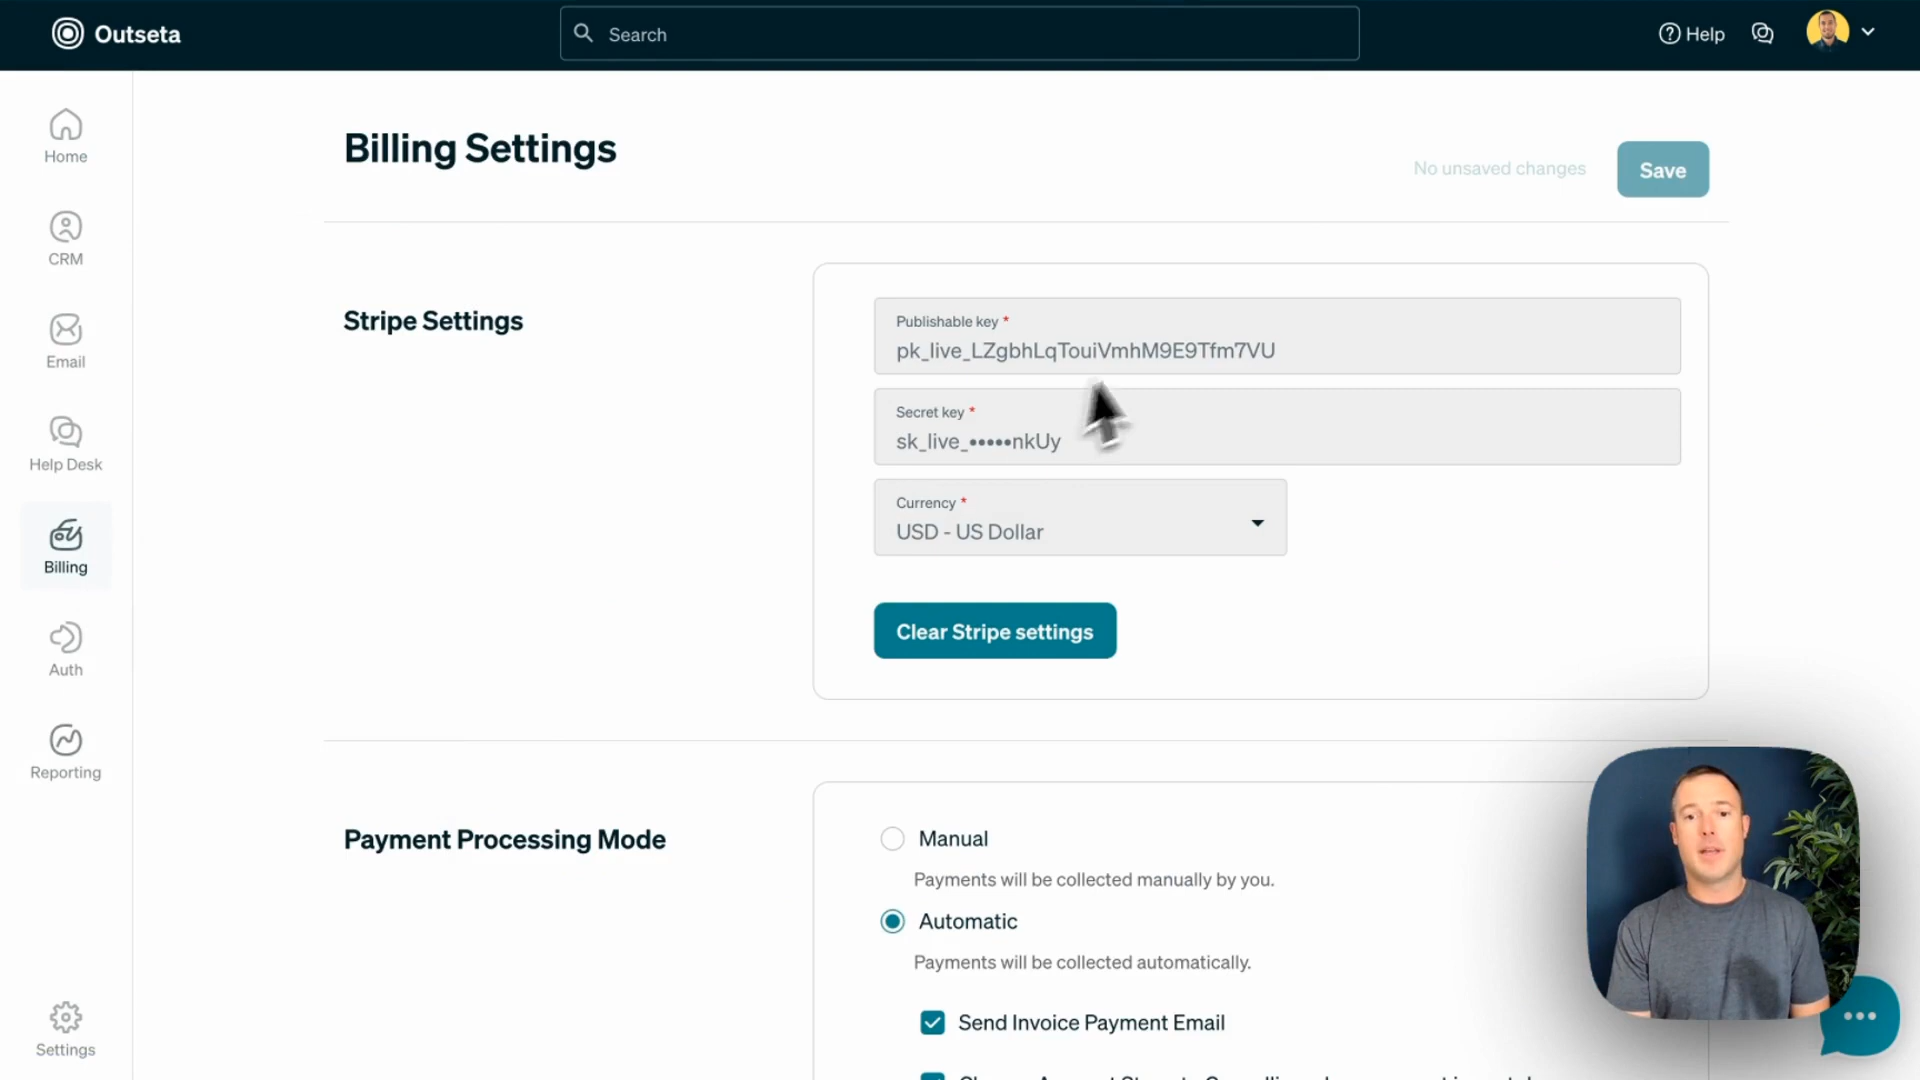 Outseta
Search
Help
Home
CRM
Email
Help Desk
Billing
Auth
Reporting
Settings
Billing Settings
No unsaved changes
Save
Stripe Settings
Publishable key *
pk_live_LZgbhLqTouiVmhM9E9Tfm7VU
Secret key *
sk_live_•••••nkUy
Currency *
USD - US Dollar
Clear Stripe settings
Payment Processing Mode
Manual
Payments will be collected manually by you.
Automatic
Payments will be collected automatically.
Send Invoice Payment Email